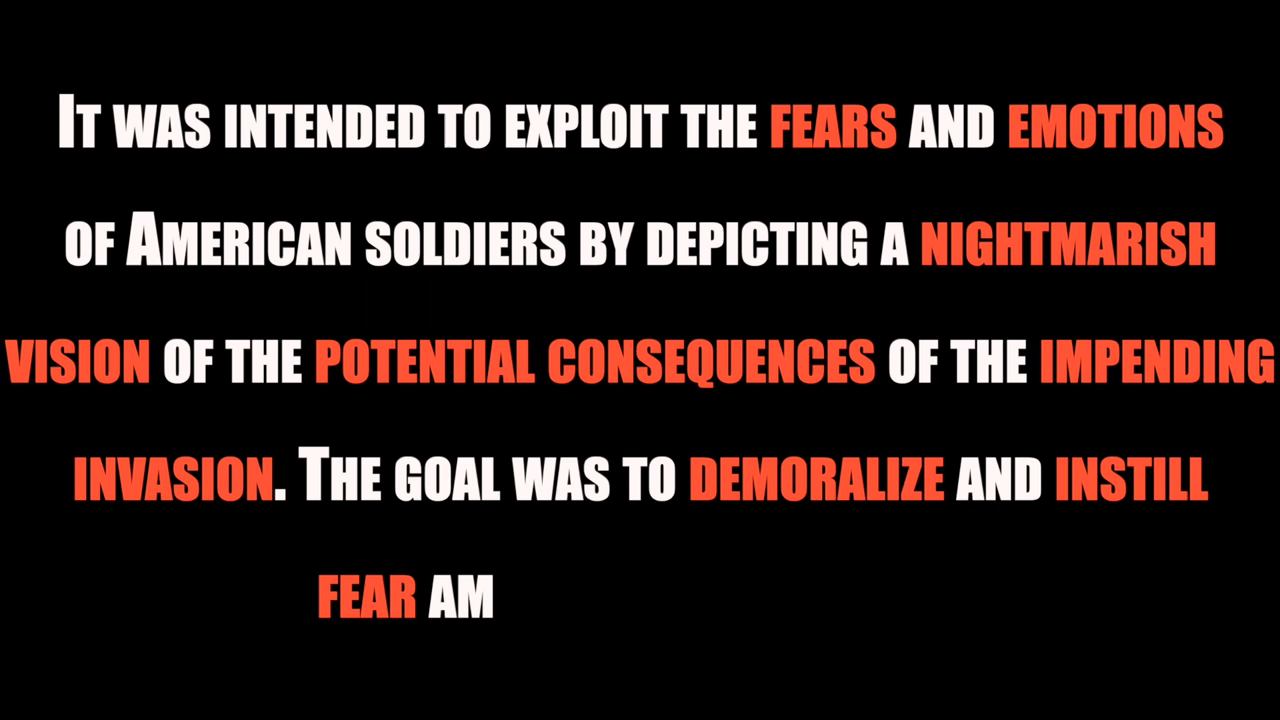 It was intended to exploit the fears and emotions
of American soldiers by depicting a nightmarish
vision of the potential consequences of the impending
invasion. The goal was to demoralize and instill
fear am